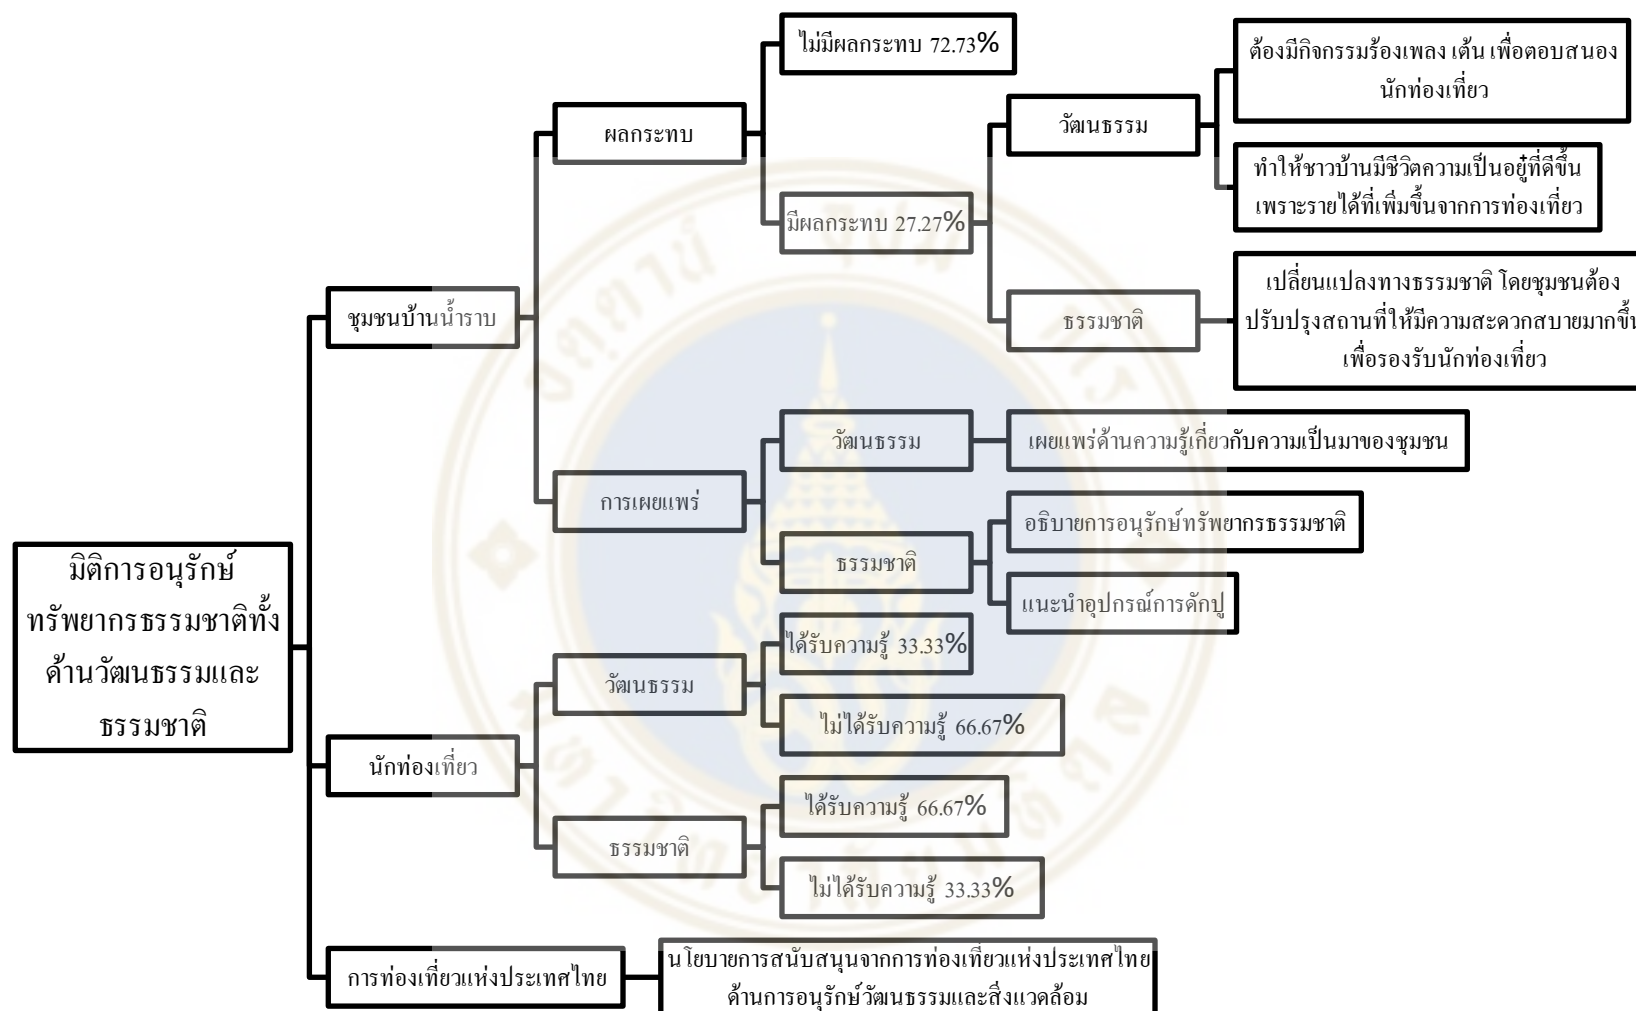 ไม่มีผลกระทบ 72.73%
ต้องมีกิจกรรมร้องเพลง เต้น เพื่อตอบสนอง
นักท่องเที่ยว
ผลกระทบ
วัฒนธรรม
ทำให้ชาวบ้านมีชีวิตความเป็นอยู่ที่ดีขึ้น
เพราะรายได้ที่เพิ่มขึ้นจากการท่องเที่ยว
มีผลกระทบ 27.27%
ชุมชนบ้านน้ำราบ
ธรรมชาติ
เปลี่ยนแปลงทางธรรมชาติ โดยชุมชนต้อง
ปรับปรุงสถานที่ให้มีความสะดวกสบายมากขึ้น
เพื่อรองรับนักท่องเที่ยว
วัฒนธรรม
เผยแพร่ด้านความรู้เกี่ยวกับความเป็นมาของชุมชน
การเผยแพร่
อธิบายการอนุรักษ์ทรัพยากรธรรมชาติ
ธรรมชาติ
แนะนำอุปกรณ์การดักปู
มิติการอนุรักษ์
ทรัพยากรธรรมชาติทั้ง
ด้านวัฒนธรรมและ
ธรรมชาติ
ได้รับความรู้ 33.33%
วัฒนธรรม
ไม่ได้รับความรู้ 66.67%
นักท่องเที่ยว
ได้รับความรู้ 66.67%
ธรรมชาติ
ไม่ได้รับความรู้ 33.33%
การท่องเที่ยวแห่งประเทศไทย
นโยบายการสนับสนุนจากการท่องเที่ยวแห่งประเทศไทย
ด้านการอนุรักษ์วัฒนธรรมและสิ่งแวดล้อม